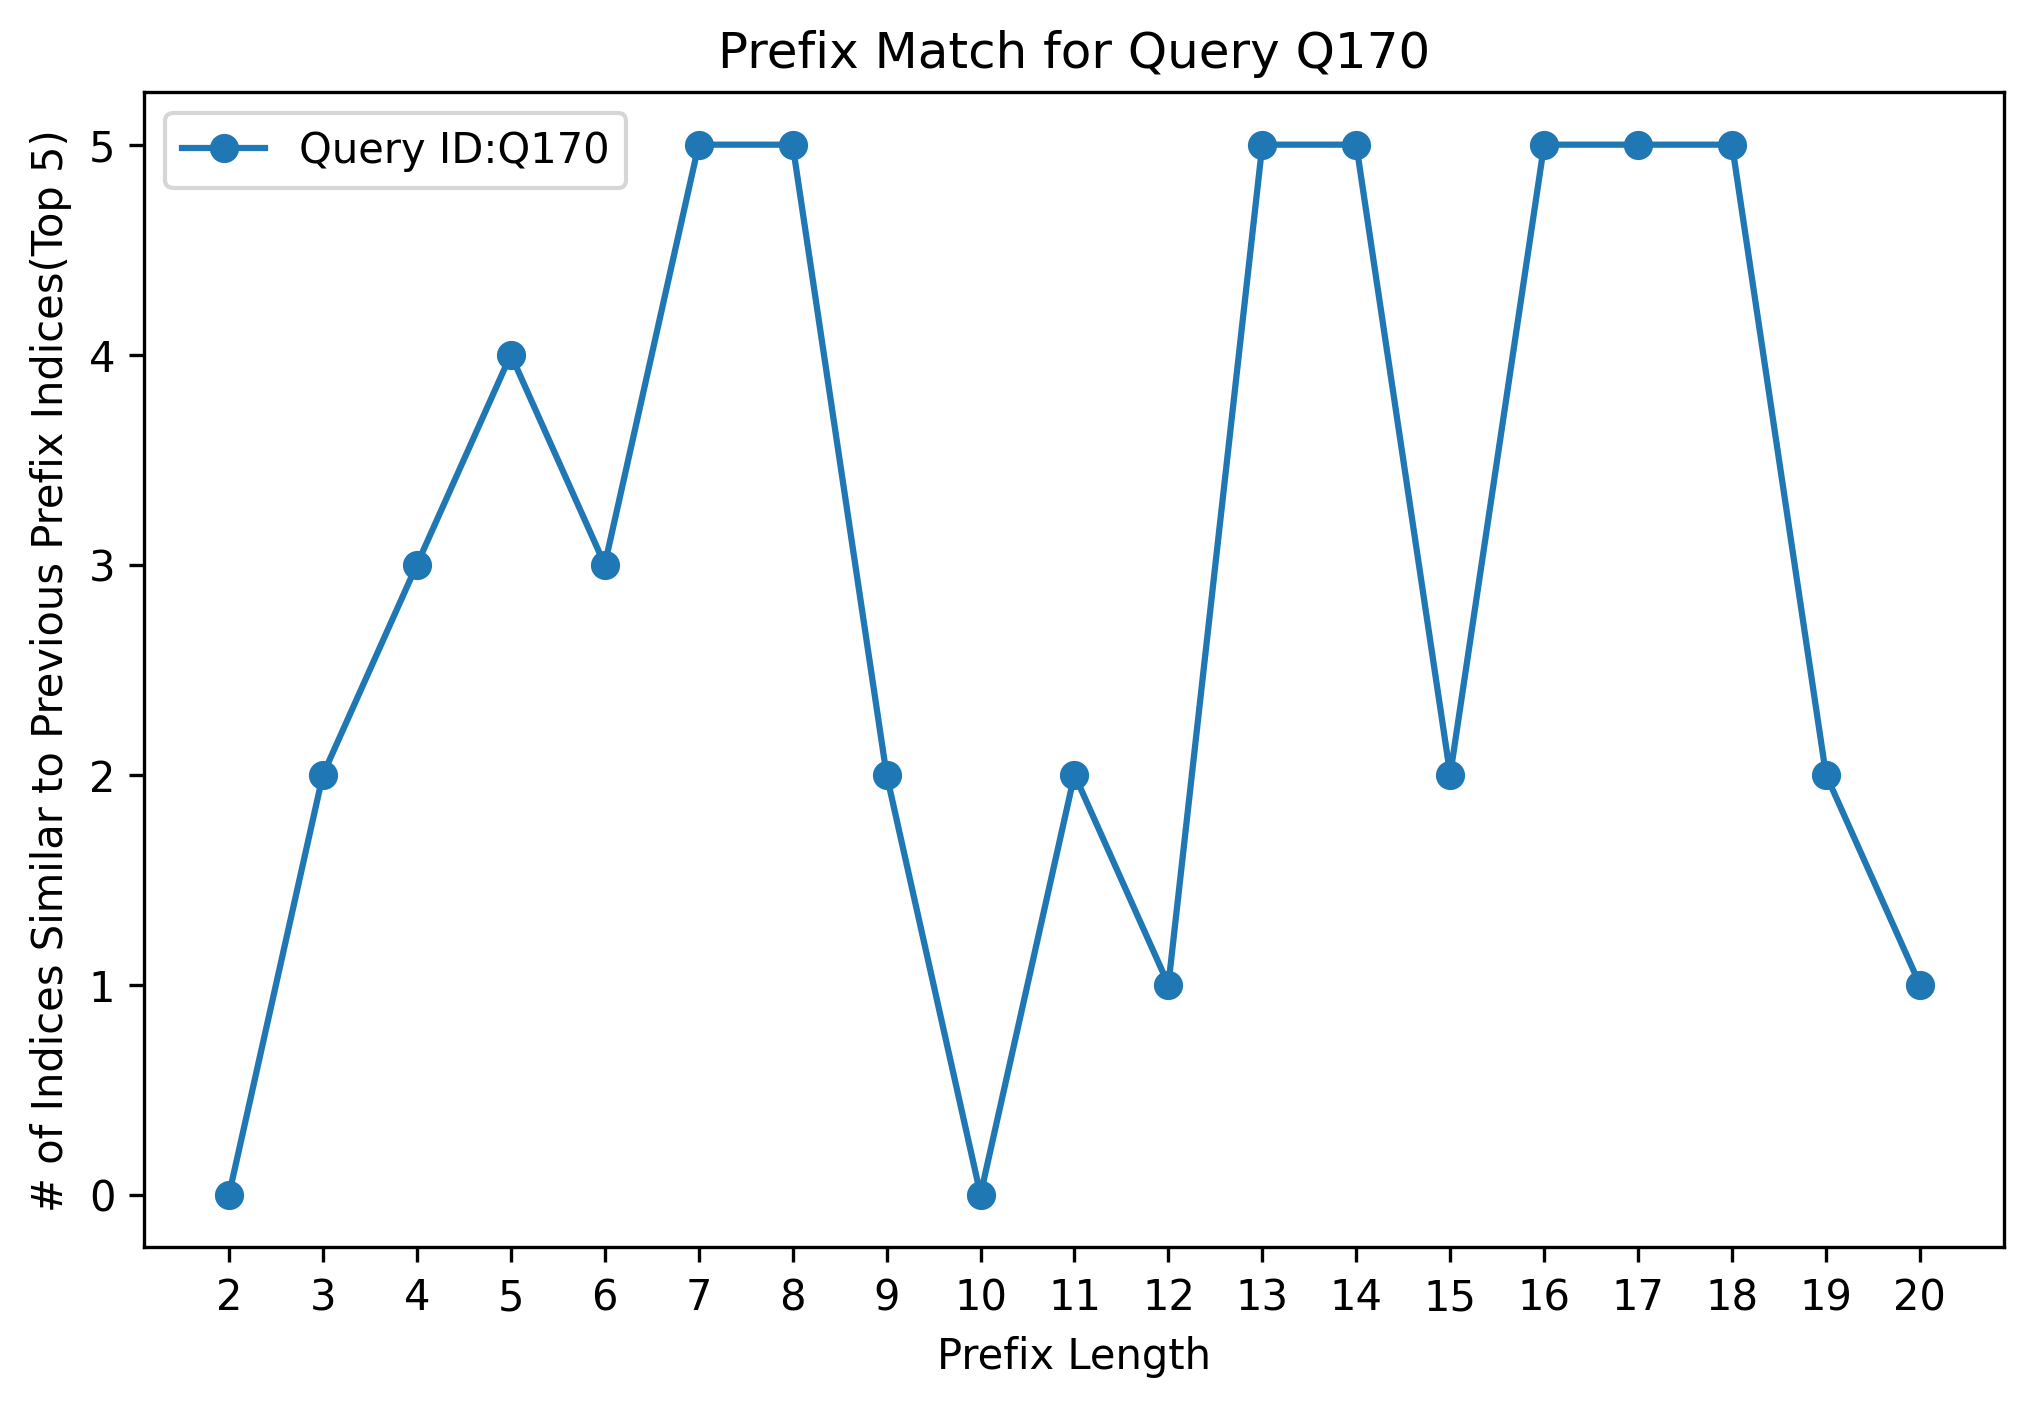 Prefix Match for Query Q170
Query ID:Q170
# of Indices Similar to Previous Prefix Indices(Top 5)
5
4
3
2
1
0
2 3 4 5 6 7 8 9 10 11 12 13 14 15 16 17 18 19 20
Prefix Length